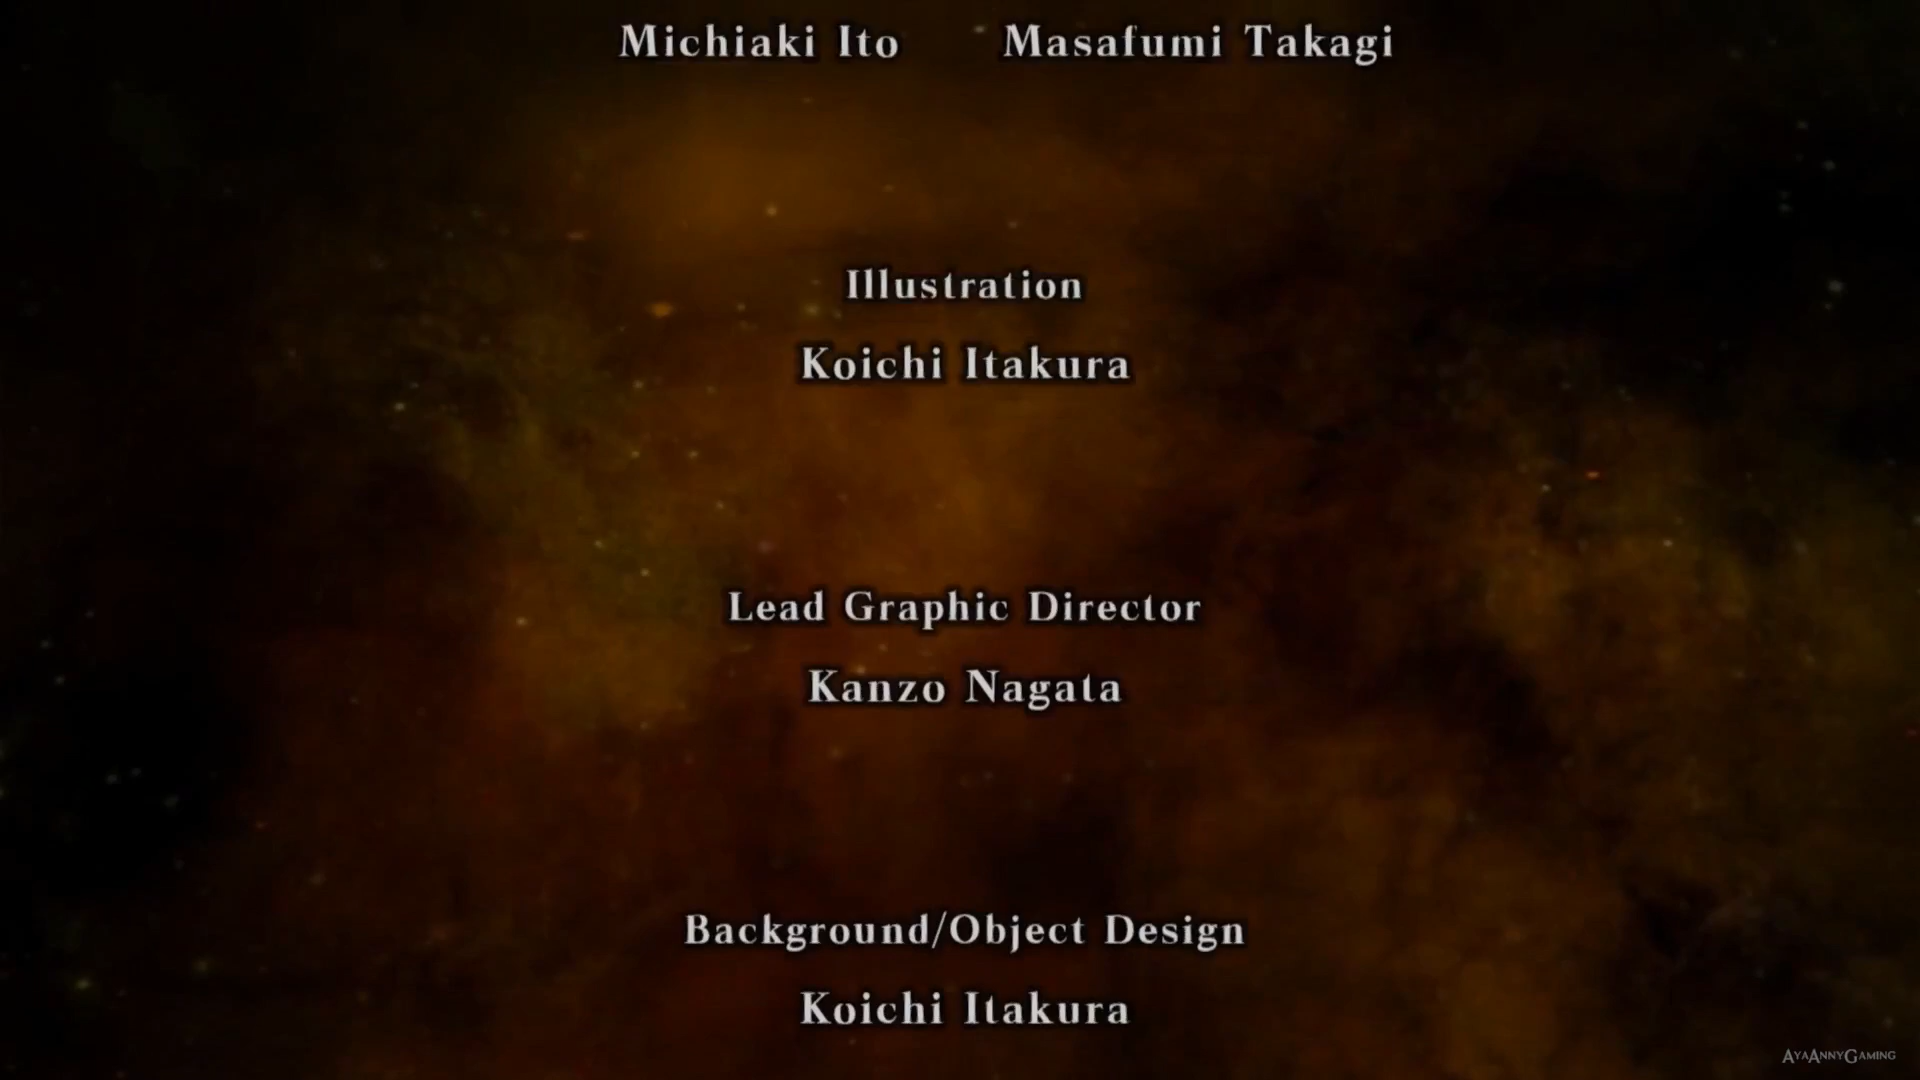 Michiaki Ito Masafumi Takagi
Illustration
Koichi Itakura
Lead Graphic Director
Kanzo Nagata
Background/Object Design
Koichi Itakura
AyaAnnyGaming